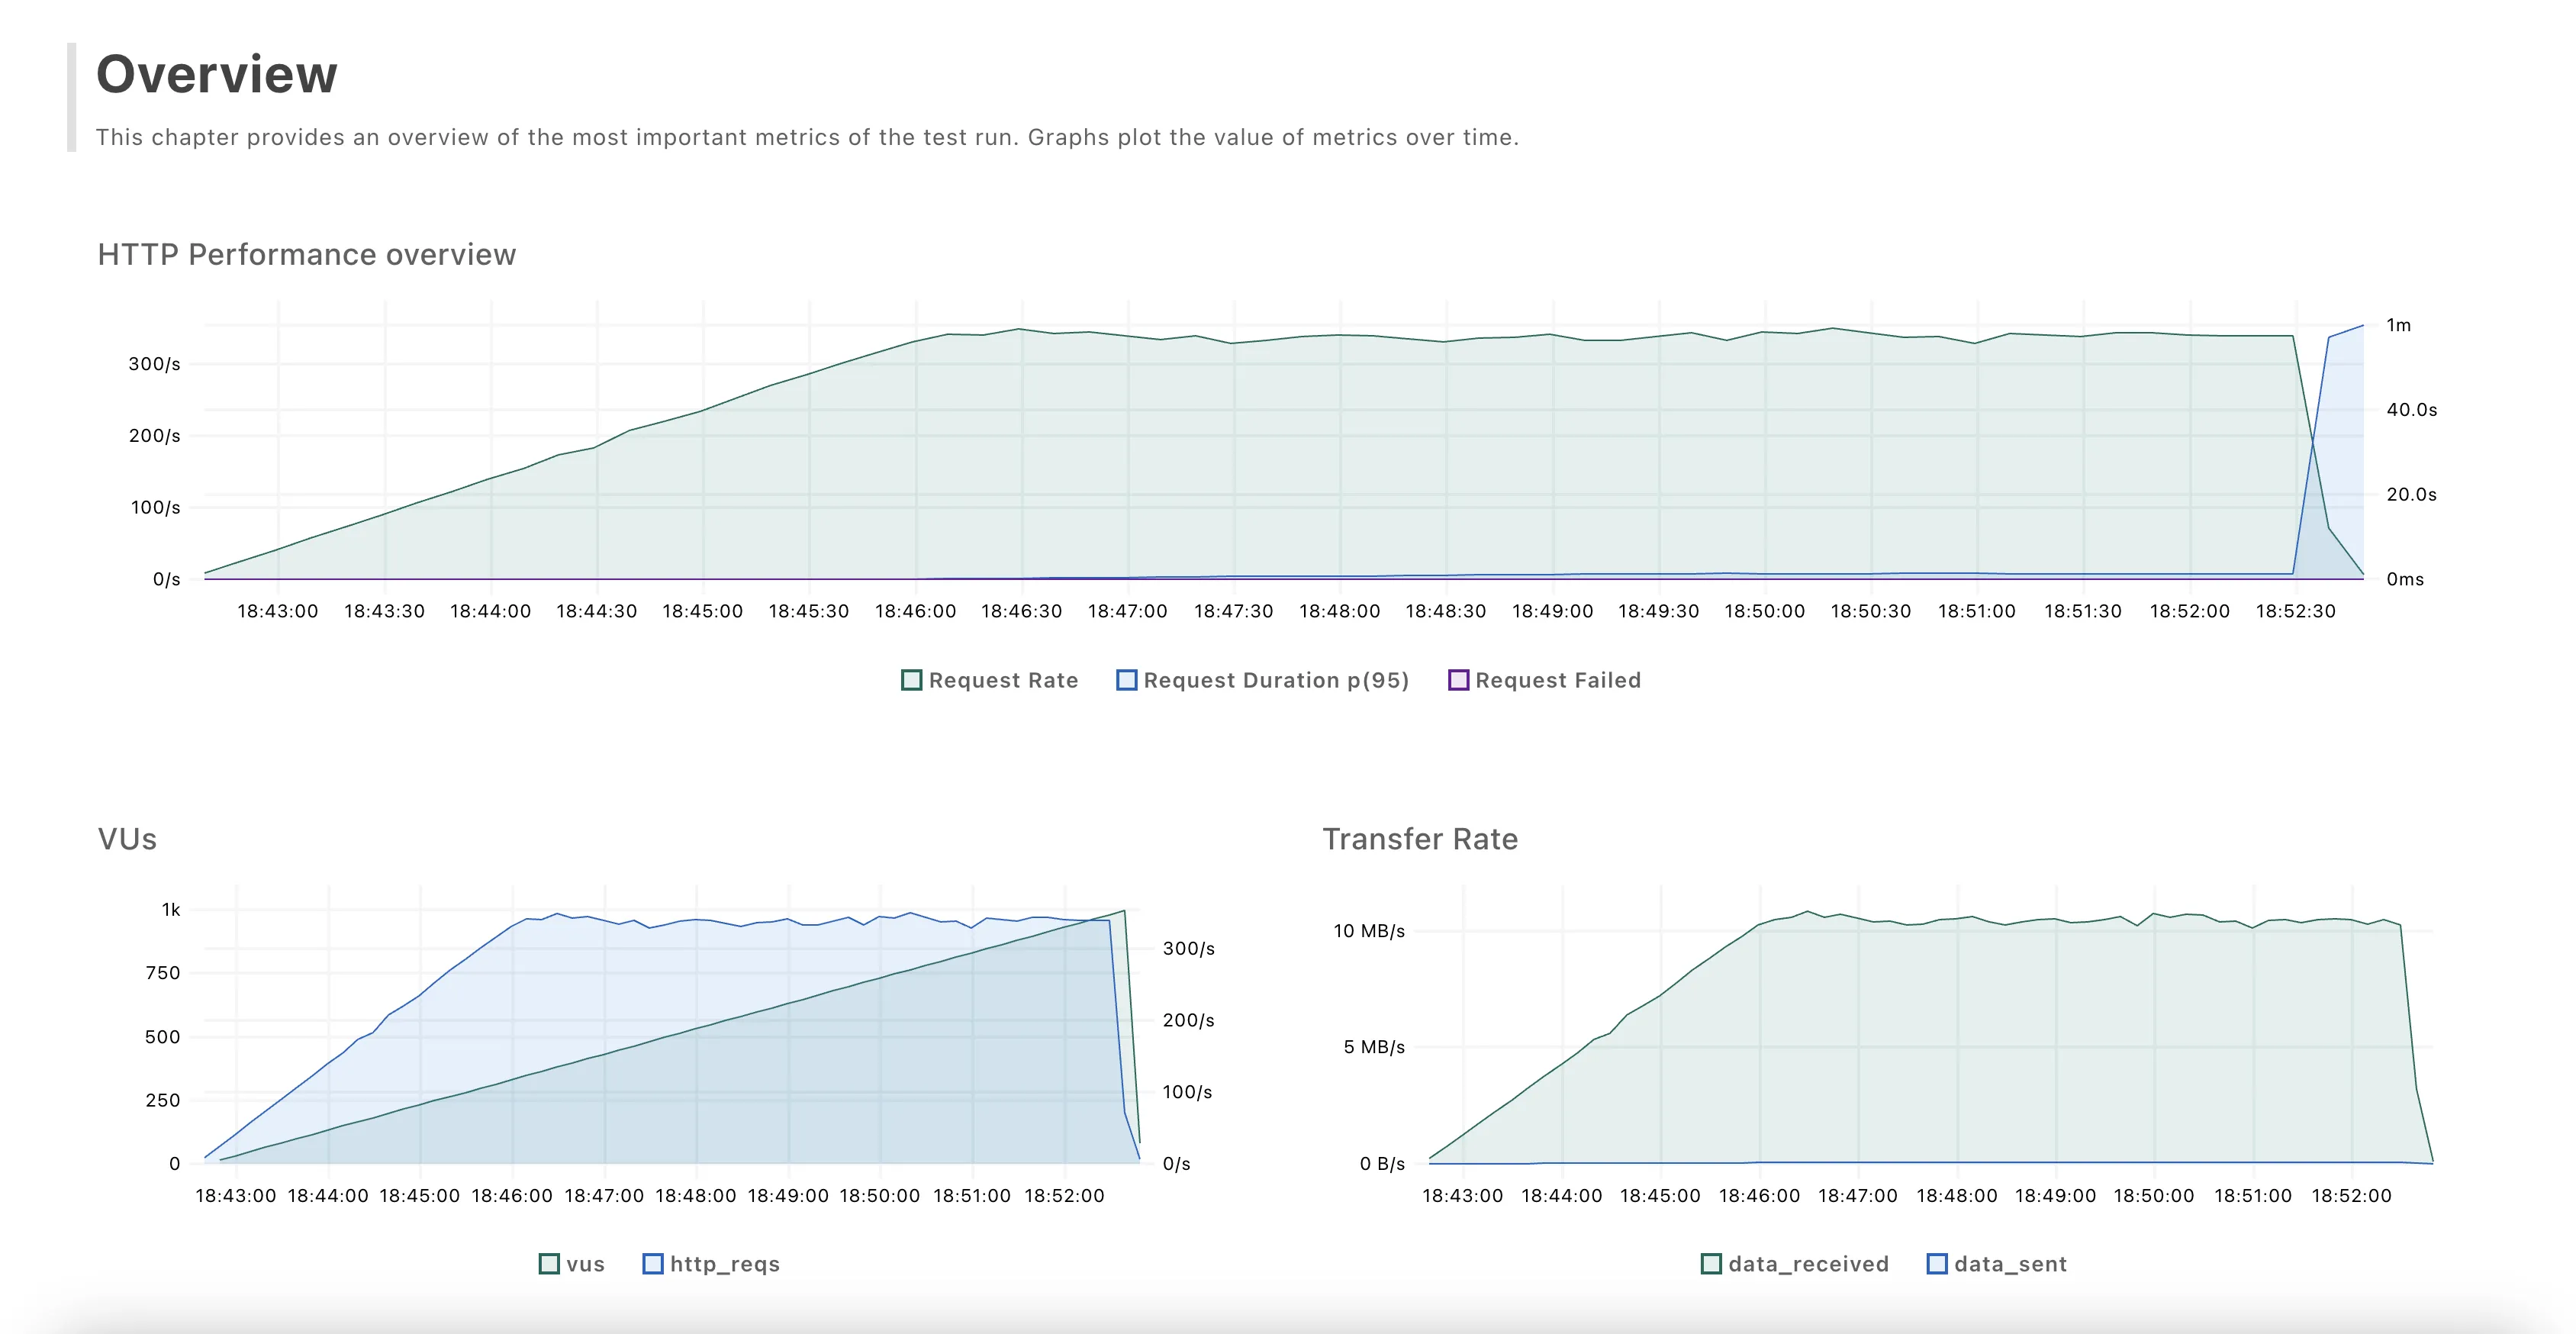 Overview
This chapter provides an overview of the most important metrics of the test run. Graphs plot the value of metrics over time.
HTTP Performance overview
300/s
200/s
100/s
0/s
1m
40.0s
20.0s
0ms
18:43:00 18:43:30 18:44:00 18:44:30 18:45:00 18:45:30 18:46:00 18:46:30 18:47:00 18:47:30 18:48:00 18:48:30 18:49:00 18:49:30 18:50:00 18:50:30 18:51:00 18:51:30 18:52:00 18:52:30
Request Rate Request Duration p(95) Request Failed
VUs
1k
750
500
250
0
300/s
200/s
100/s
0/s
18:43:00 18:44:00 18:45:00 18:46:00 18:47:00 18:48:00 18:49:00 18:50:00 18:51:00 18:52:00
vus http_reqs
Transfer Rate
10 MB/s
5 MB/s
0 B/s
18:43:00 18:44:00 18:45:00 18:46:00 18:47:00 18:48:00 18:49:00 18:50:00 18:51:00 18:52:00
data_received data_sent